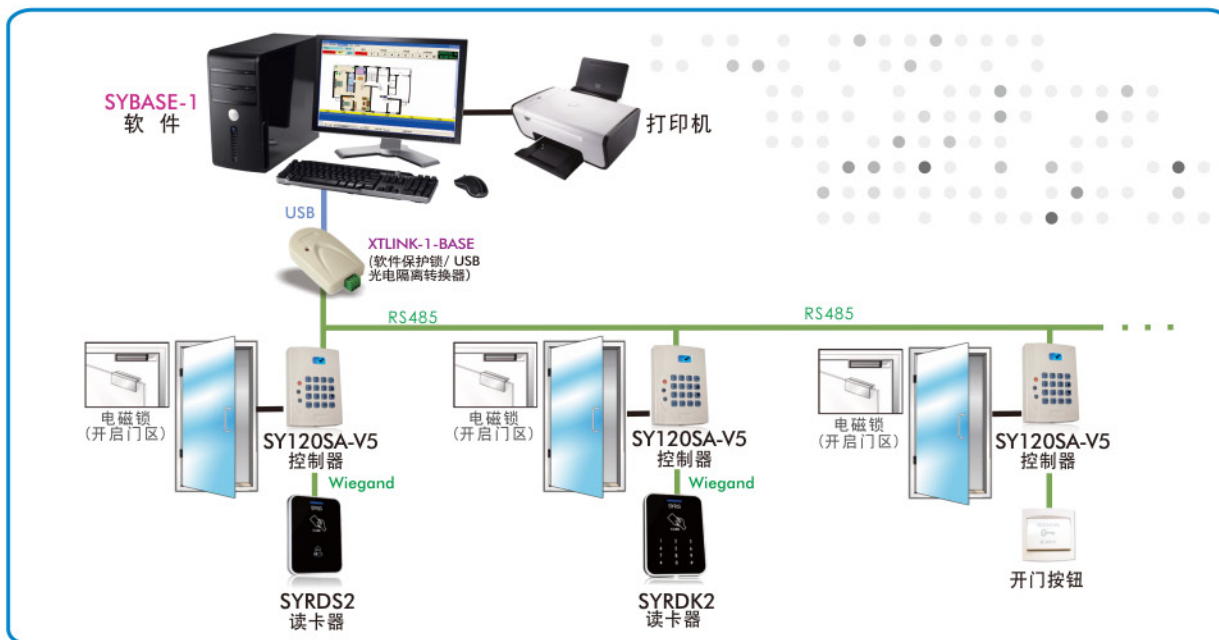 SYBASE-1
软 件
打印机
USB
XTLINK-1-BASE
(软件保护锁/ USB
光电隔离转换器)
RS485
RS485
电磁锁
(开启门区)
SY120SA-V5
控制器
电磁锁
(开启门区)
SY120SA-V5
控制器
电磁锁
(开启门区)
SY120SA-V5
控制器
Wiegand
Wiegand
SYRDS2
读卡器
SYRDK2
读卡器
开门按钮